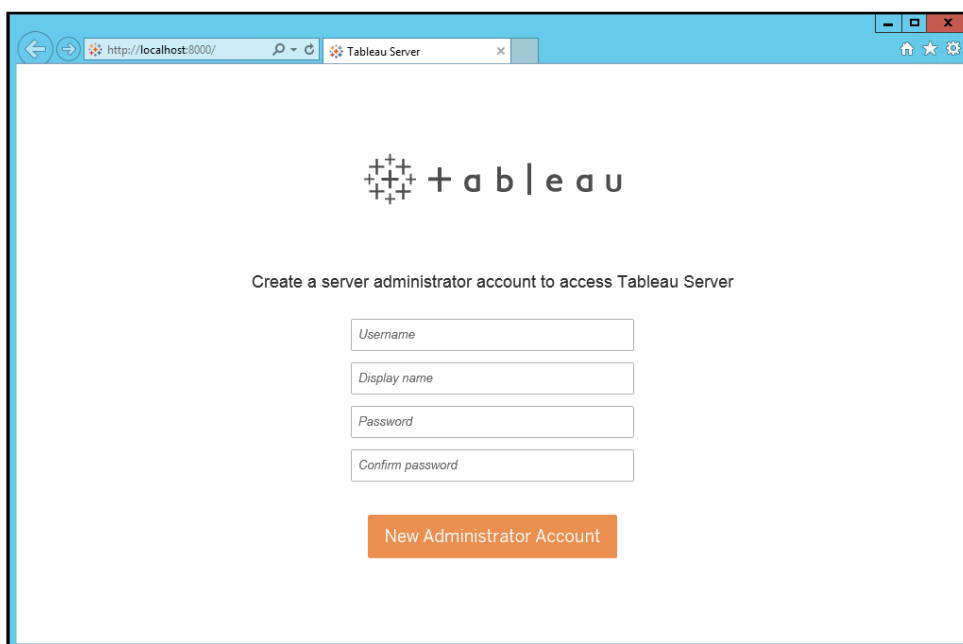 http://localhost:8000/
Tableau Server
+ a b l e a u
Create a server administrator account to access Tableau Server
Username
Display name
Password
Confirm password
New Administrator Account